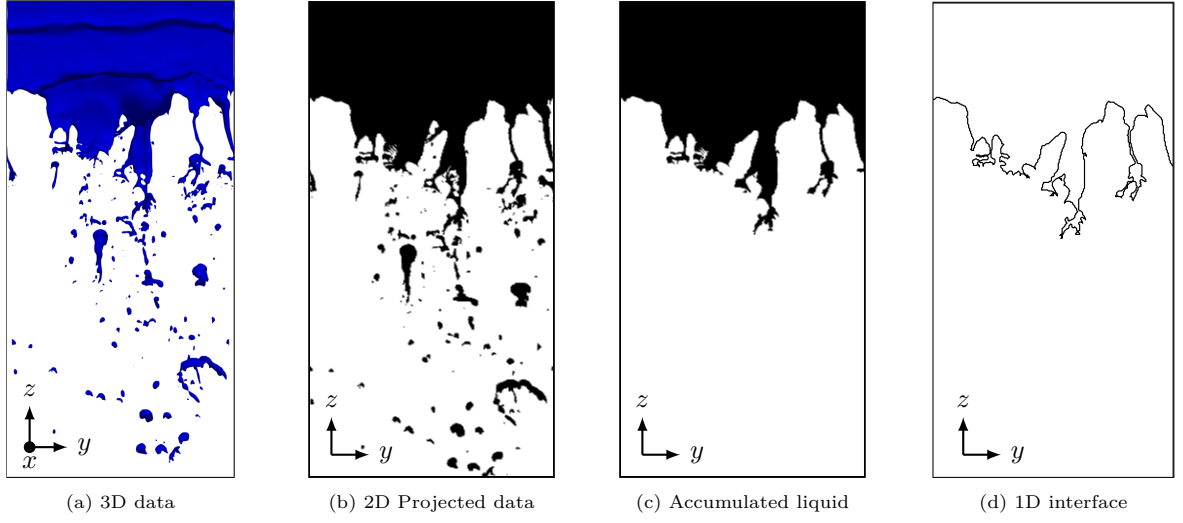 z
y
x
z
y
z
y
z
y
(a) 3D data
(b) 2D Projected data
(c) Accumulated liquid
(d) 1D interface